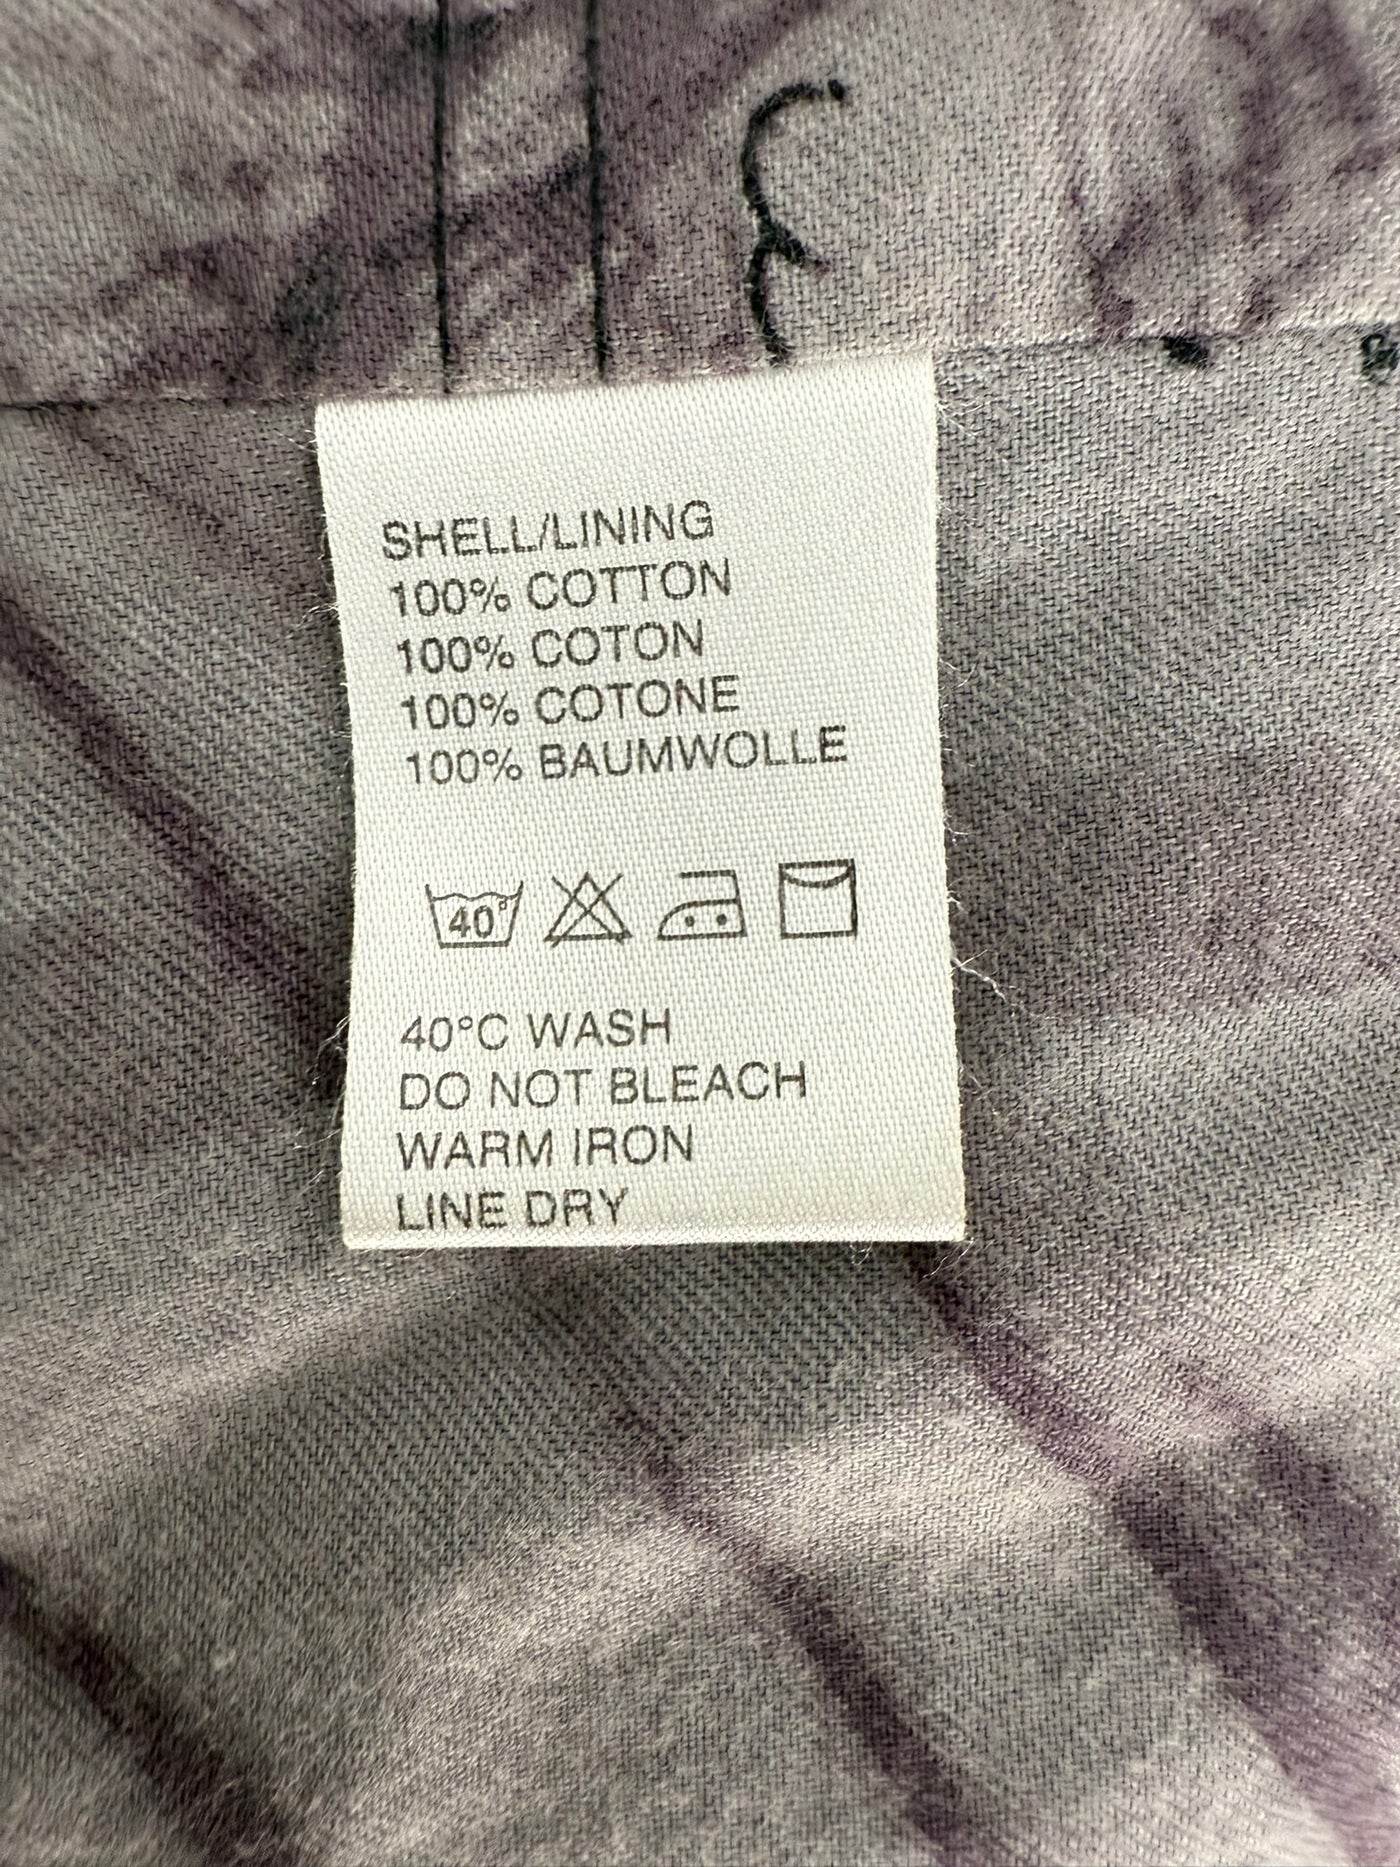 SHELL/LINING
100% COTTON
100% COTON
100% COTONE
100% BAUMWOLLE
40°
40°C WASH
DO NOT BLEACH
WARM IRON
LINE DRY